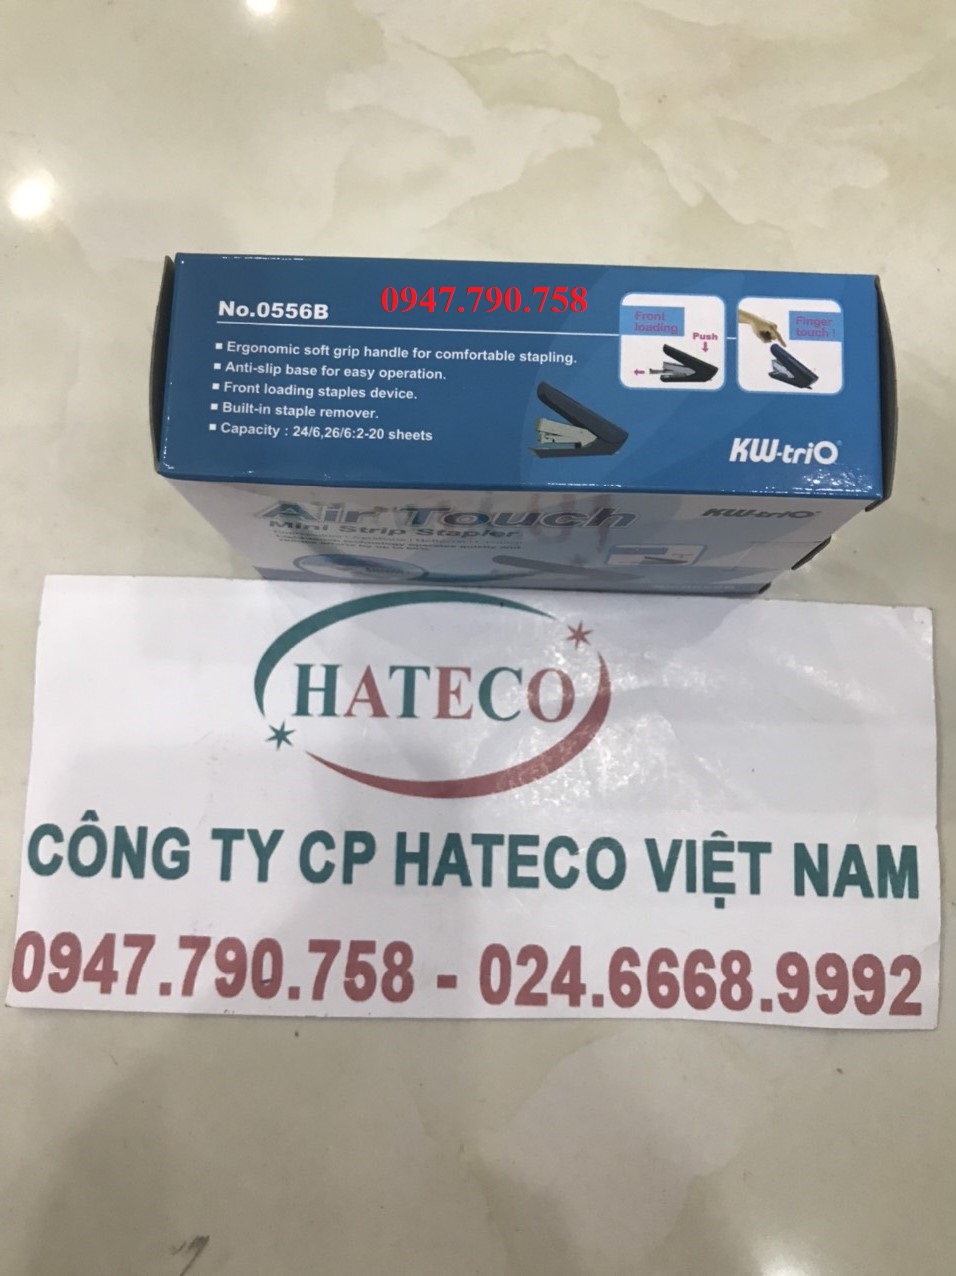 0947.790.758
No.0556B
Front
loading
Push
Finger
touch !
▪ Ergonomic soft grip handle for comfortable stapling.
▪ Anti-slip base for easy operation.
▪ Front loading staples device.
▪ Built-in staple remover.
▪ Capacity : 24/6,26/6:2-20 sheets
KW-triO
Air Touch
KW-triO
Mini Strip Stapler
HATECO
CÔNG TY CP HATECO VIỆT NAM
0947.790.758 - 024.6668.9992